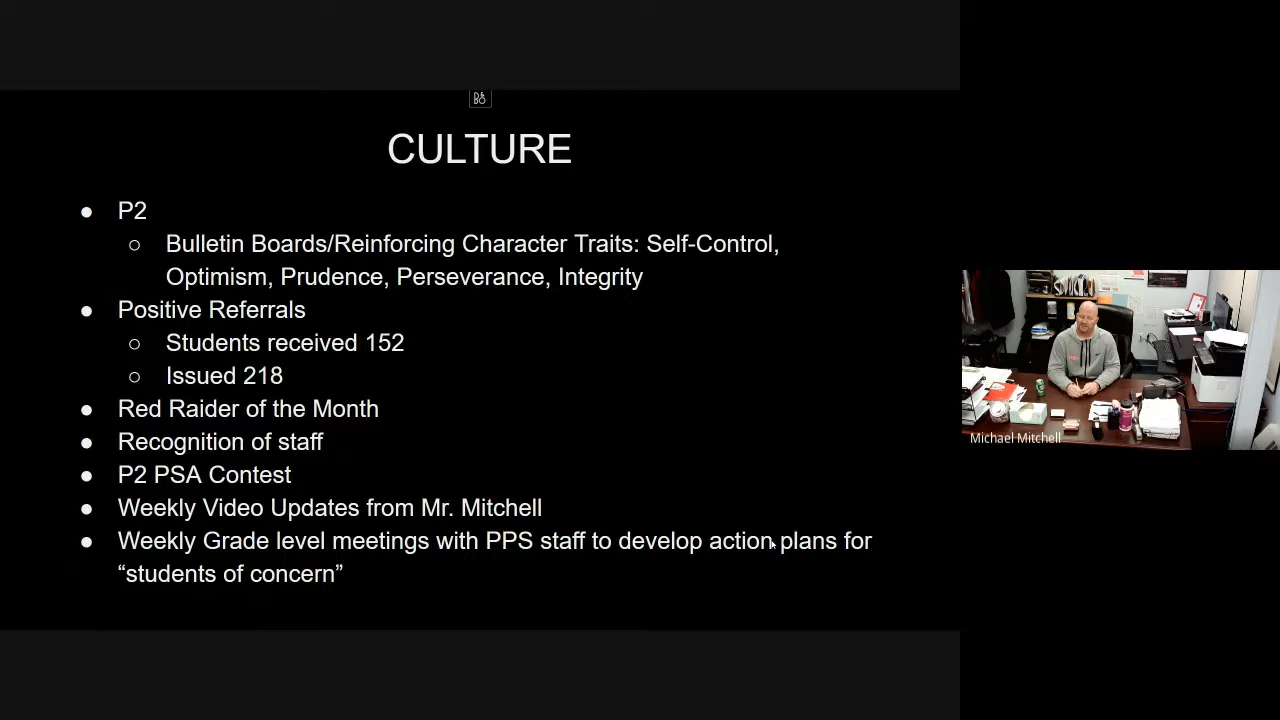 CULTURE
● P2
○ Bulletin Boards/Reinforcing Character Traits: Self-Control,
Optimism, Prudence, Perseverance, Integrity
● Positive Referrals
○ Students received 152
○ Issued 218
● Red Raider of the Month
● Recognition of staff
● P2 PSA Contest
● Weekly Video Updates from Mr. Mitchell
● Weekly Grade level meetings with PPS staff to develop action plans for
“students of concern”
Michael Mitchell